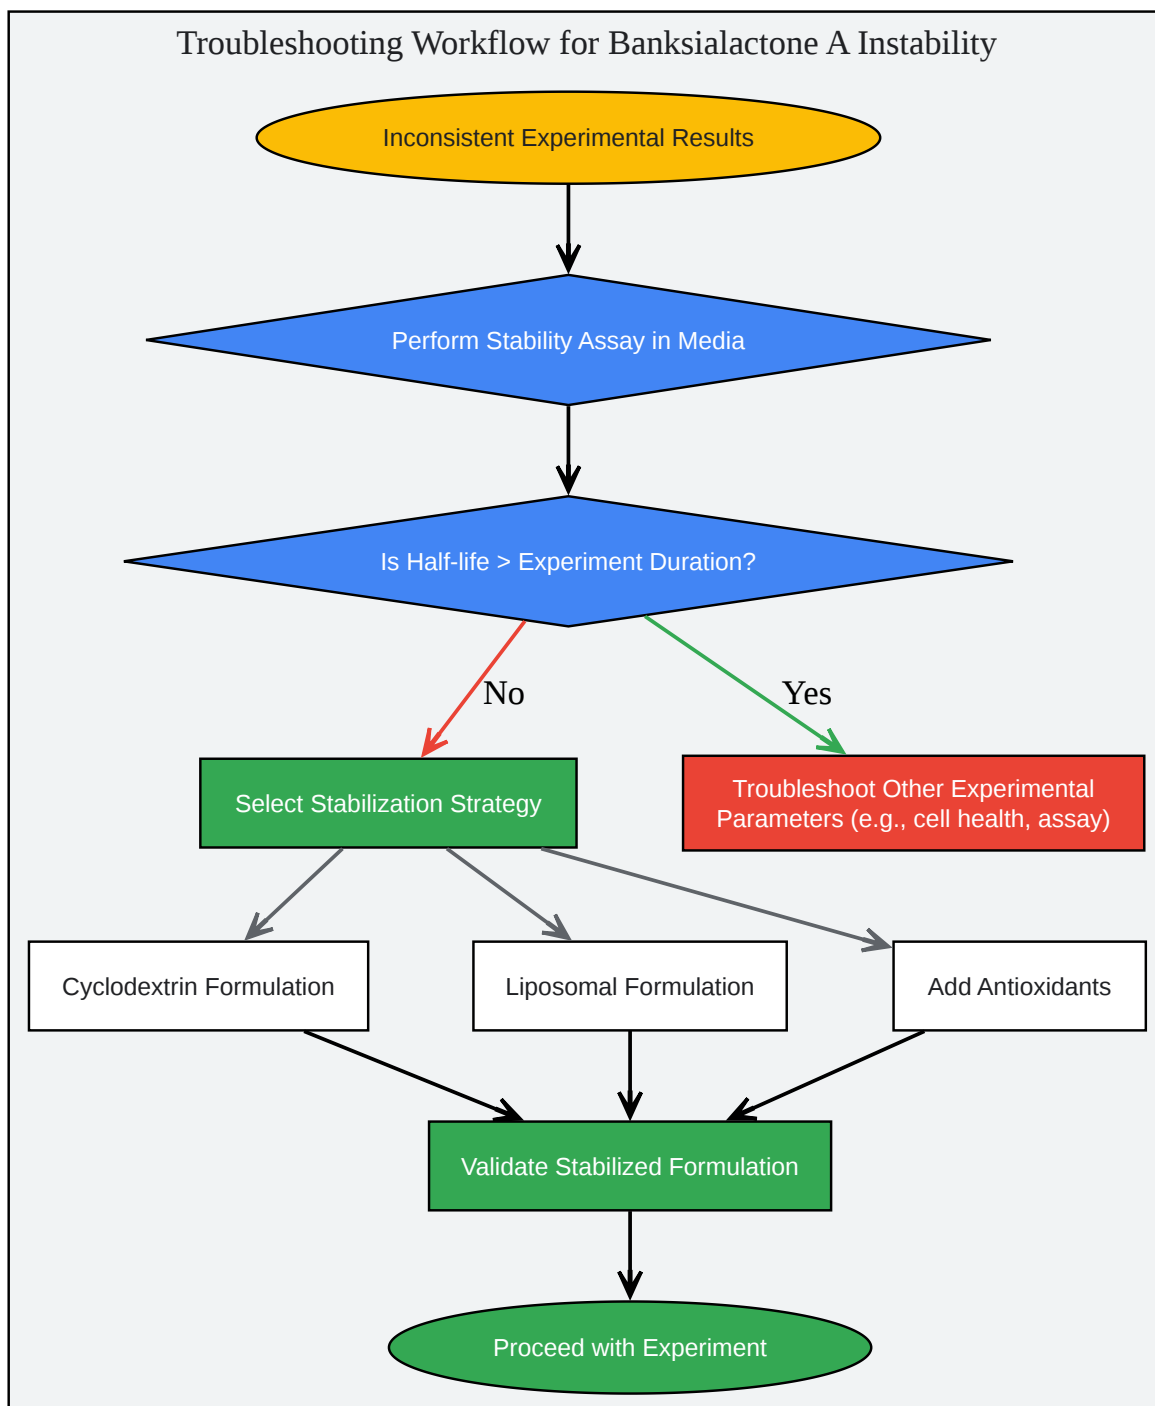 Troubleshooting Workflow for Banksialactone A Instability
Inconsistent Experimental Results
Perform Stability Assay in Media
Is Half-life > Experiment Duration?
No
Yes
Select Stabilization Strategy
Troubleshoot Other Experimental
Parameters (e.g., cell health, assay)
Cyclodextrin Formulation
Liposomal Formulation
Add Antioxidants
Validate Stabilized Formulation
Proceed with Experiment